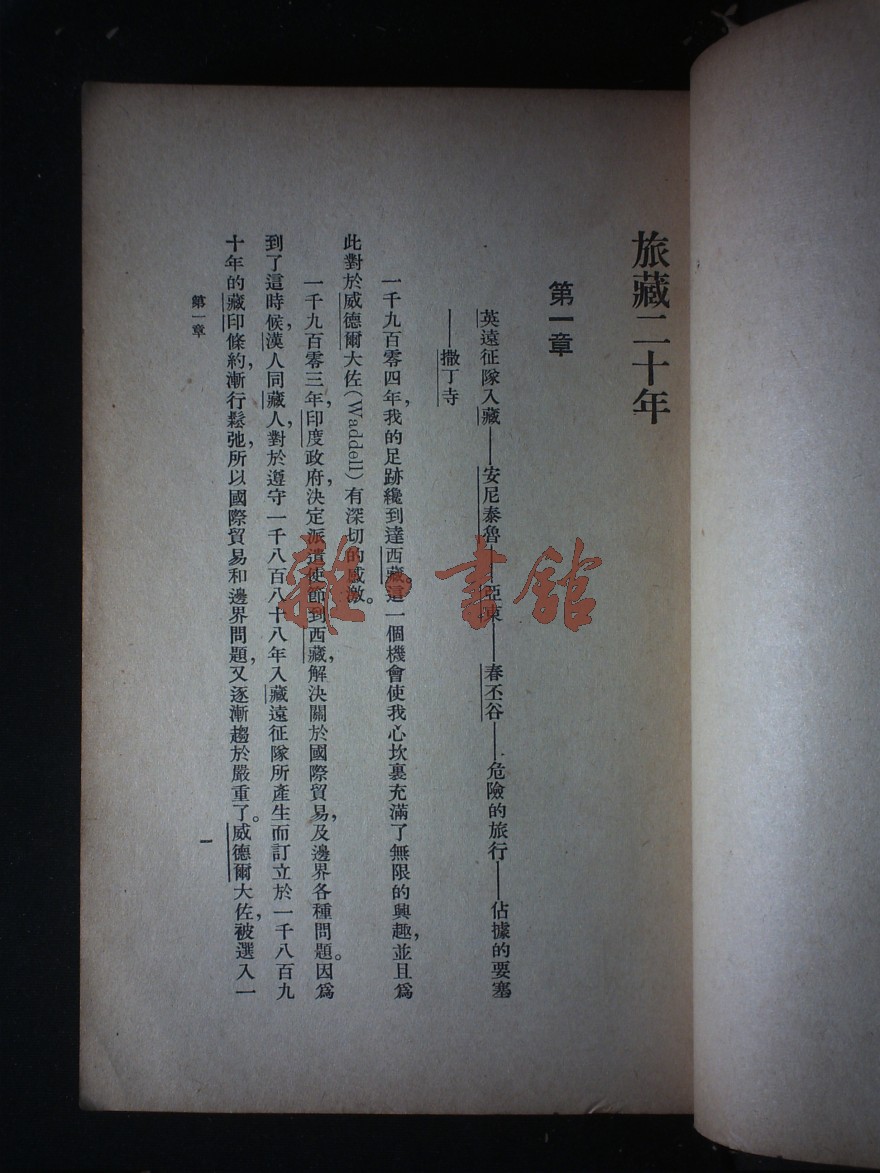 旅藏二十年
第一章
英遠征隊入藏——安尼泰魯——亞東——春丕谷——危險的旅行——佔據的要塞
——撒丁寺
一千九百零四年，我的足跡纔到達西藏。這一個機會使我心坎裏充滿了無限的興趣，並且爲
此對於威德爾大佐(Waddell)有深切的感激。
一千九百零三年，印度政府，決定派遣使節到西藏，解決關於國際貿易，及邊界各種問題。因爲
到了這時候，漢人同藏人，對於遵守一千八百八十八年入藏遠征隊所產生而訂立於一千八百九
十年的藏印條約，漸行鬆弛，所以國際貿易和邊界問題，又逐漸趨於嚴重了。威德爾大佐，被選入一
第一章
一
雜·書館